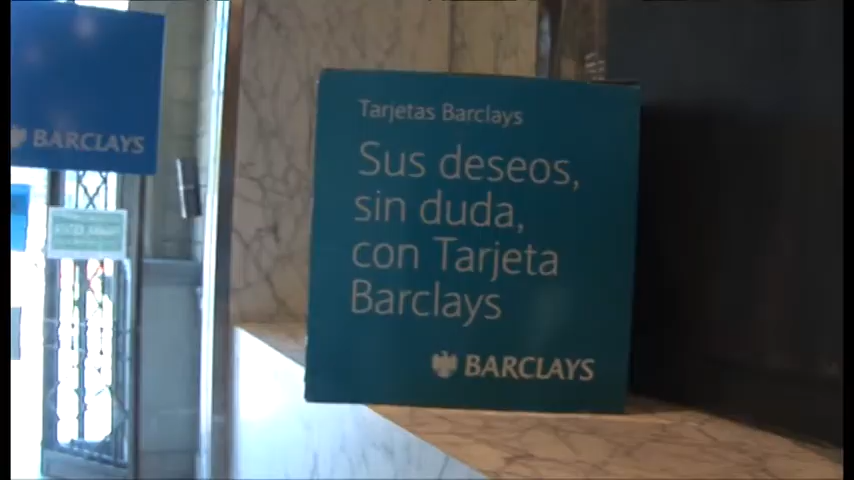 BARCLAYS
Tarjetas Barclays
Sus deseos,
sin duda,
con Tarjeta
Barclays
BARCLAYS